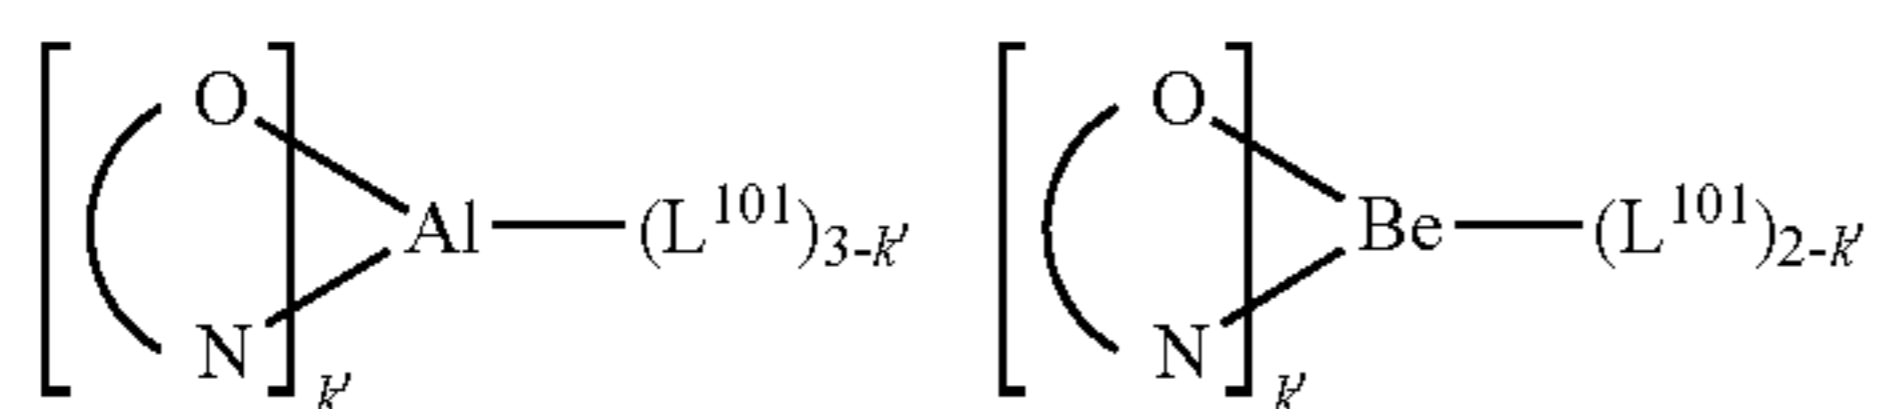 [ O N ]k' Al — (L101)3-k' [ O N ]k' Be — (L101)2-k'